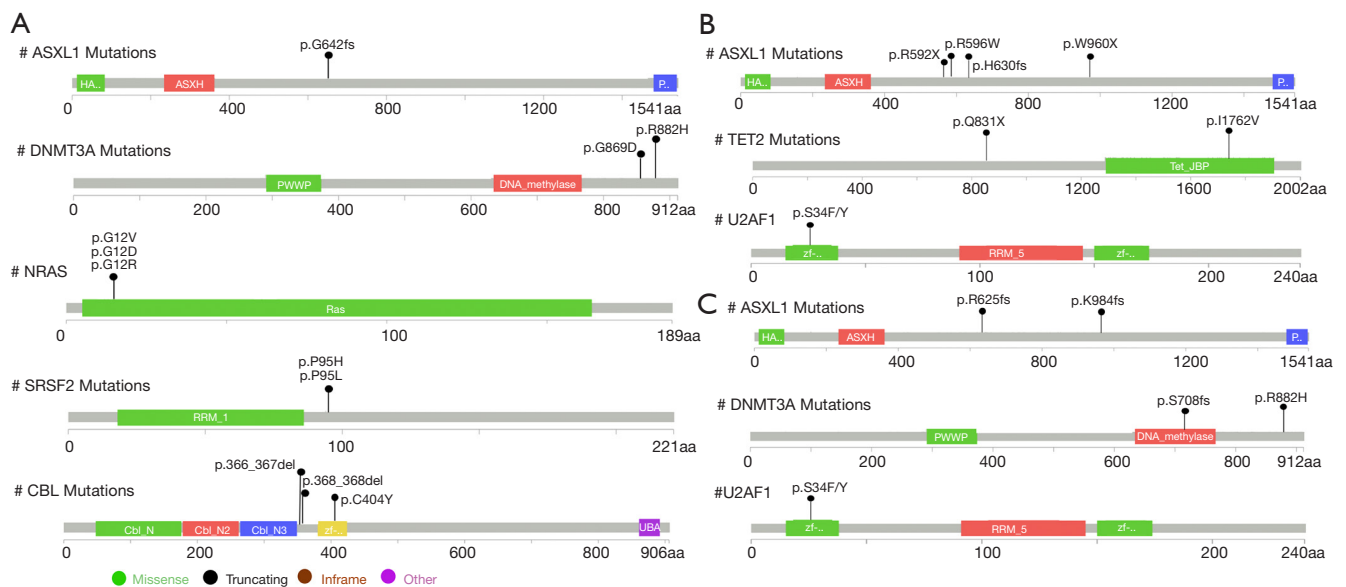 A
# ASXL1 Mutations
p.G642fs
HA..
ASXH
P..
0 400 800 1200 1541aa
# DNMT3A Mutations
p.R882H
p.G869D
PWWP
DNA_methylase
0 200 400 600 800 912aa
# NRAS
p.G12V
p.G12D
p.G12R
Ras
0 100 189aa
# SRSF2 Mutations
p.P95H
p.P95L
RRM_1
0 100 221aa
# CBL Mutations
p.366_367del
p.368_368del
p.C404Y
Cbl_N
Cbl_N2
Cbl_N3
zf-..
UBA
0 200 400 600 800 906aa
Missense
Truncating
Inframe
Other
B
# ASXL1 Mutations
p.R592X
p.R596W
p.H630fs
p.W960X
HA..
ASXH
P..
0 400 800 1200 1541aa
# TET2 Mutations
p.Q831X
p.I1762V
Tet_JBP
0 400 800 1200 1600 2002aa
# U2AF1
p.S34F/Y
zf-..
RRM_5
zf-..
0 100 200 240aa
C
# ASXL1 Mutations
p.R625fs
p.K984fs
HA..
ASXH
P..
0 400 800 1200 1541aa
# DNMT3A Mutations
p.S708fs
p.R882H
PWWP
DNA_methylase
0 200 400 600 800 912aa
#U2AF1
p.S34F/Y
zf-..
RRM_5
zf-..
0 100 200 240aa